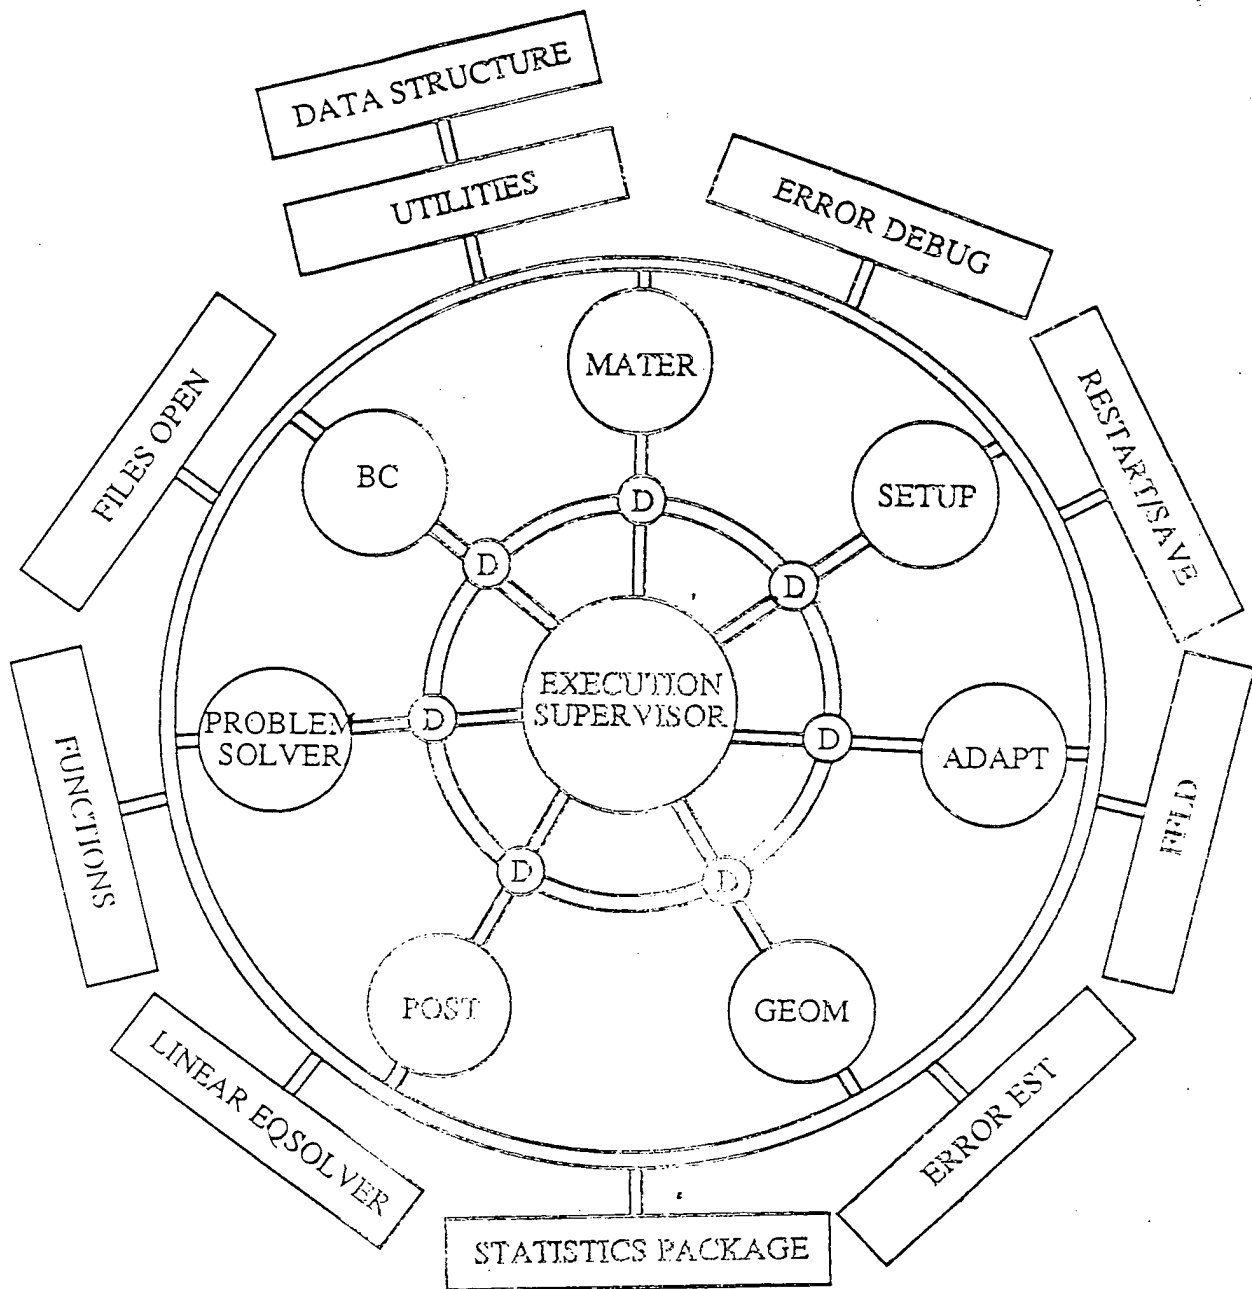 DATA STRUCTURE
UTILITIES
ERROR DEBUG
FILES OPEN
RESTART/SAVE
MATER
BC
SETUP
D
D
D
EXECUTION
SUPERVISOR
PROBLEM
SOLVER
D
D
ADAPT
FUNCTIONS
FIELD
D
D
POST
GEOM
LINEAR EQSOLVER
ERROR EST
STATISTICS PACKAGE